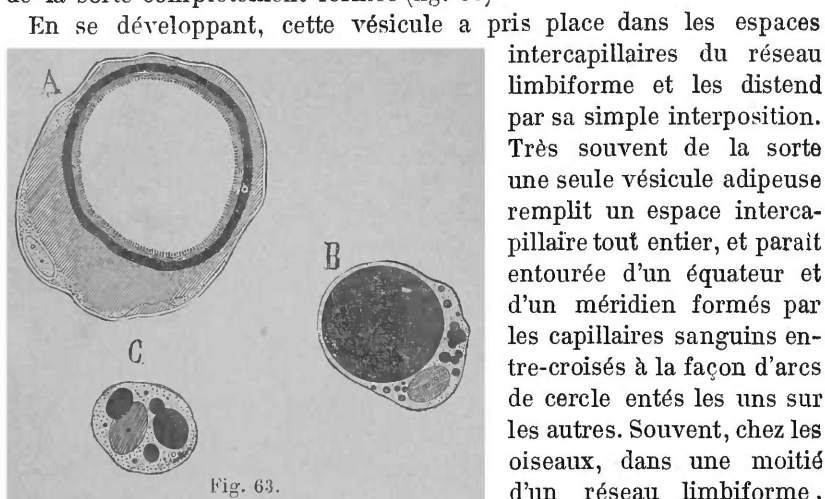 En se développant, cette vésicule a pris place dans les espaces
intercapillaires du réseau
limbiforme et les distend
par sa simple interposition.
Très souvent de la sorte
une seule vésicule adipeuse
remplit un espace interca-
pillaire tout entier, et paraît
entourée d'un équateur et
d'un méridien formés par
les capillaires sanguins en-
tre-croisés à la façon d'arcs
de cercle entés les uns sur
les autres. Souvent, chez les
oiseaux, dans une moitié
d'un réseau limbiforme,
A
B
C
Fig. 63.